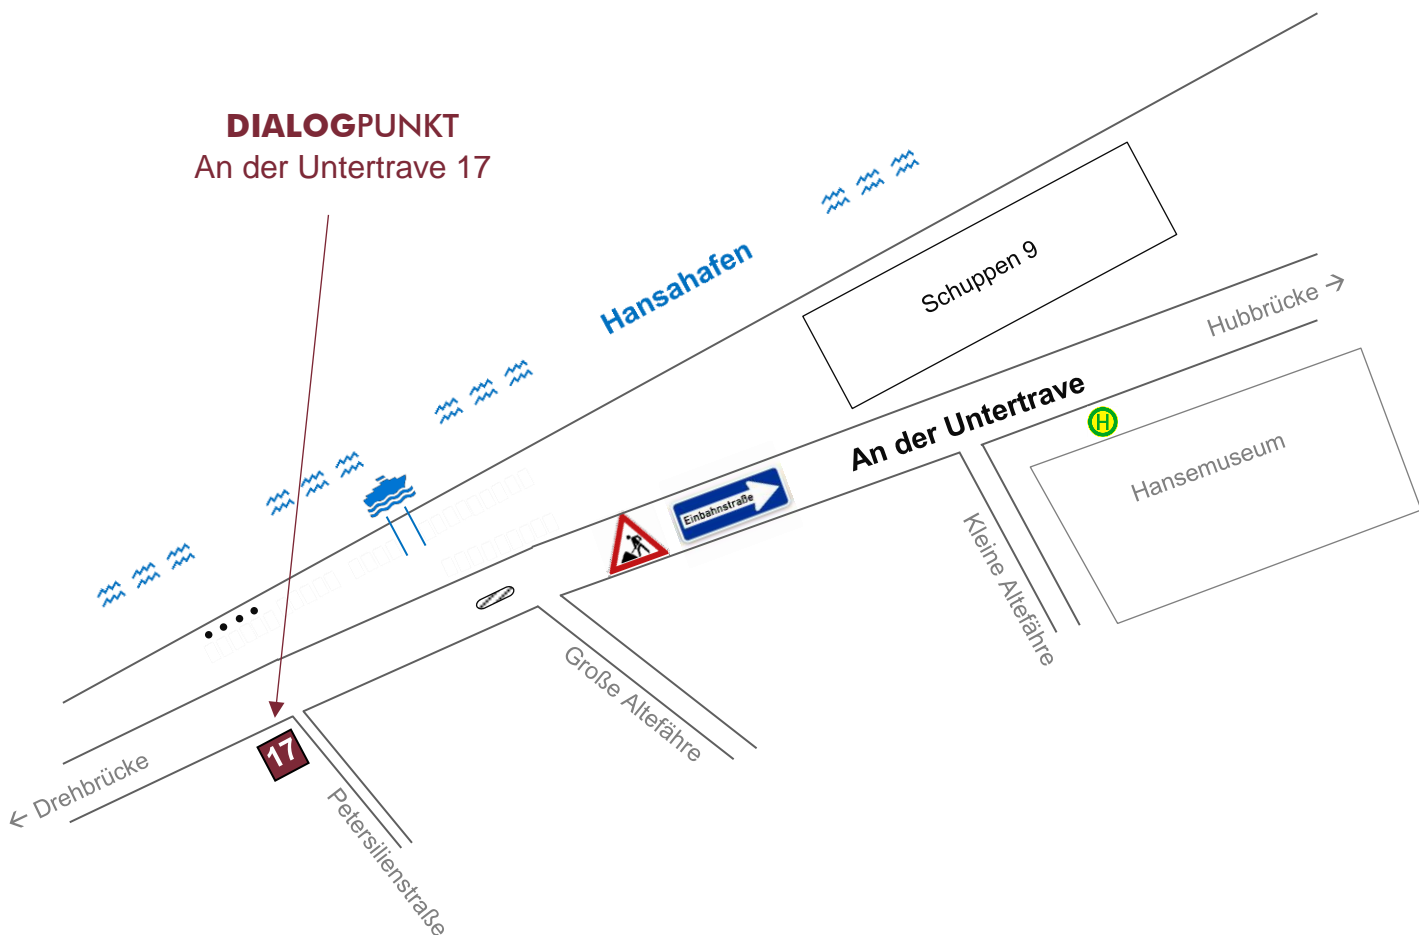 DIALOGPUNKT
An der Untertrave 17
Hansahafen
Schuppen 9
Hubbrücke →
An der Untertrave
H
Hansemuseum
Einbahnstraße
Kleine Altefähre
Große Altefähre
17
← Drehbrücke
Petersilienstraße